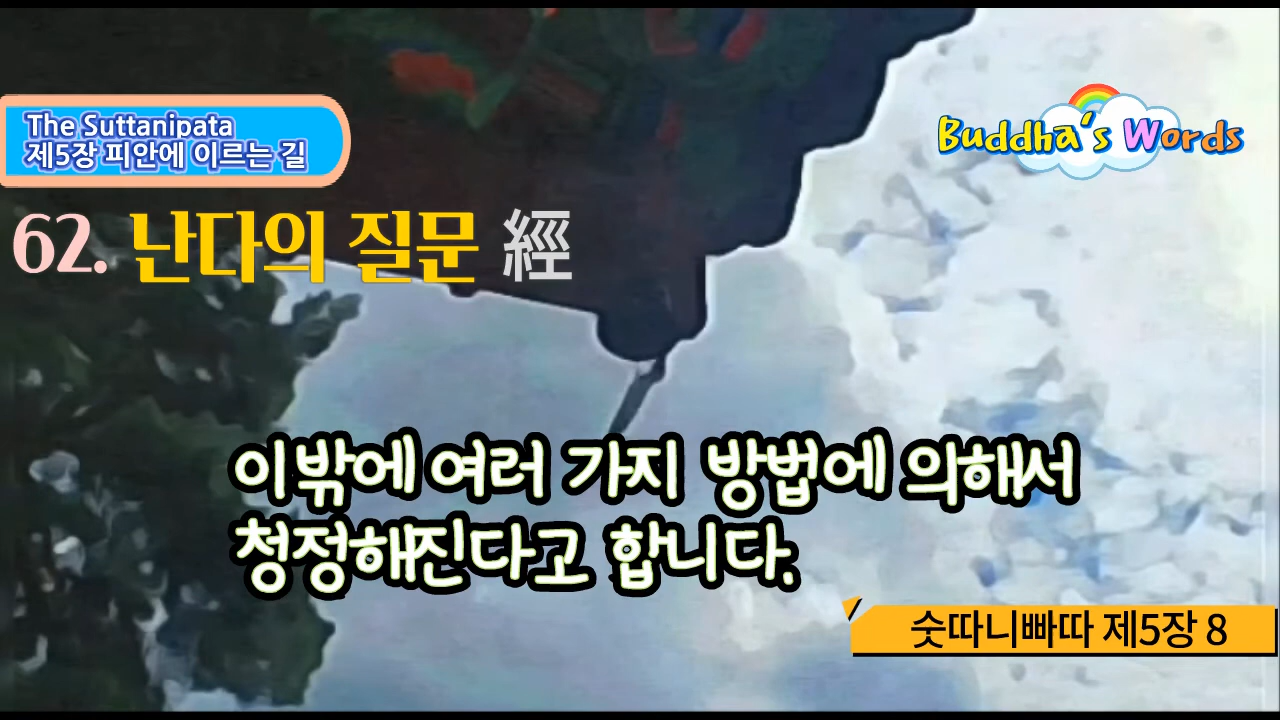 The Suttanipata
제5장 피안에 이르는 길
Buddha's Words
62. 난다의 질문 經
이밖에 여러 가지 방법에 의해서
청정해진다고 합니다.
숫따니빠따 제5장 8